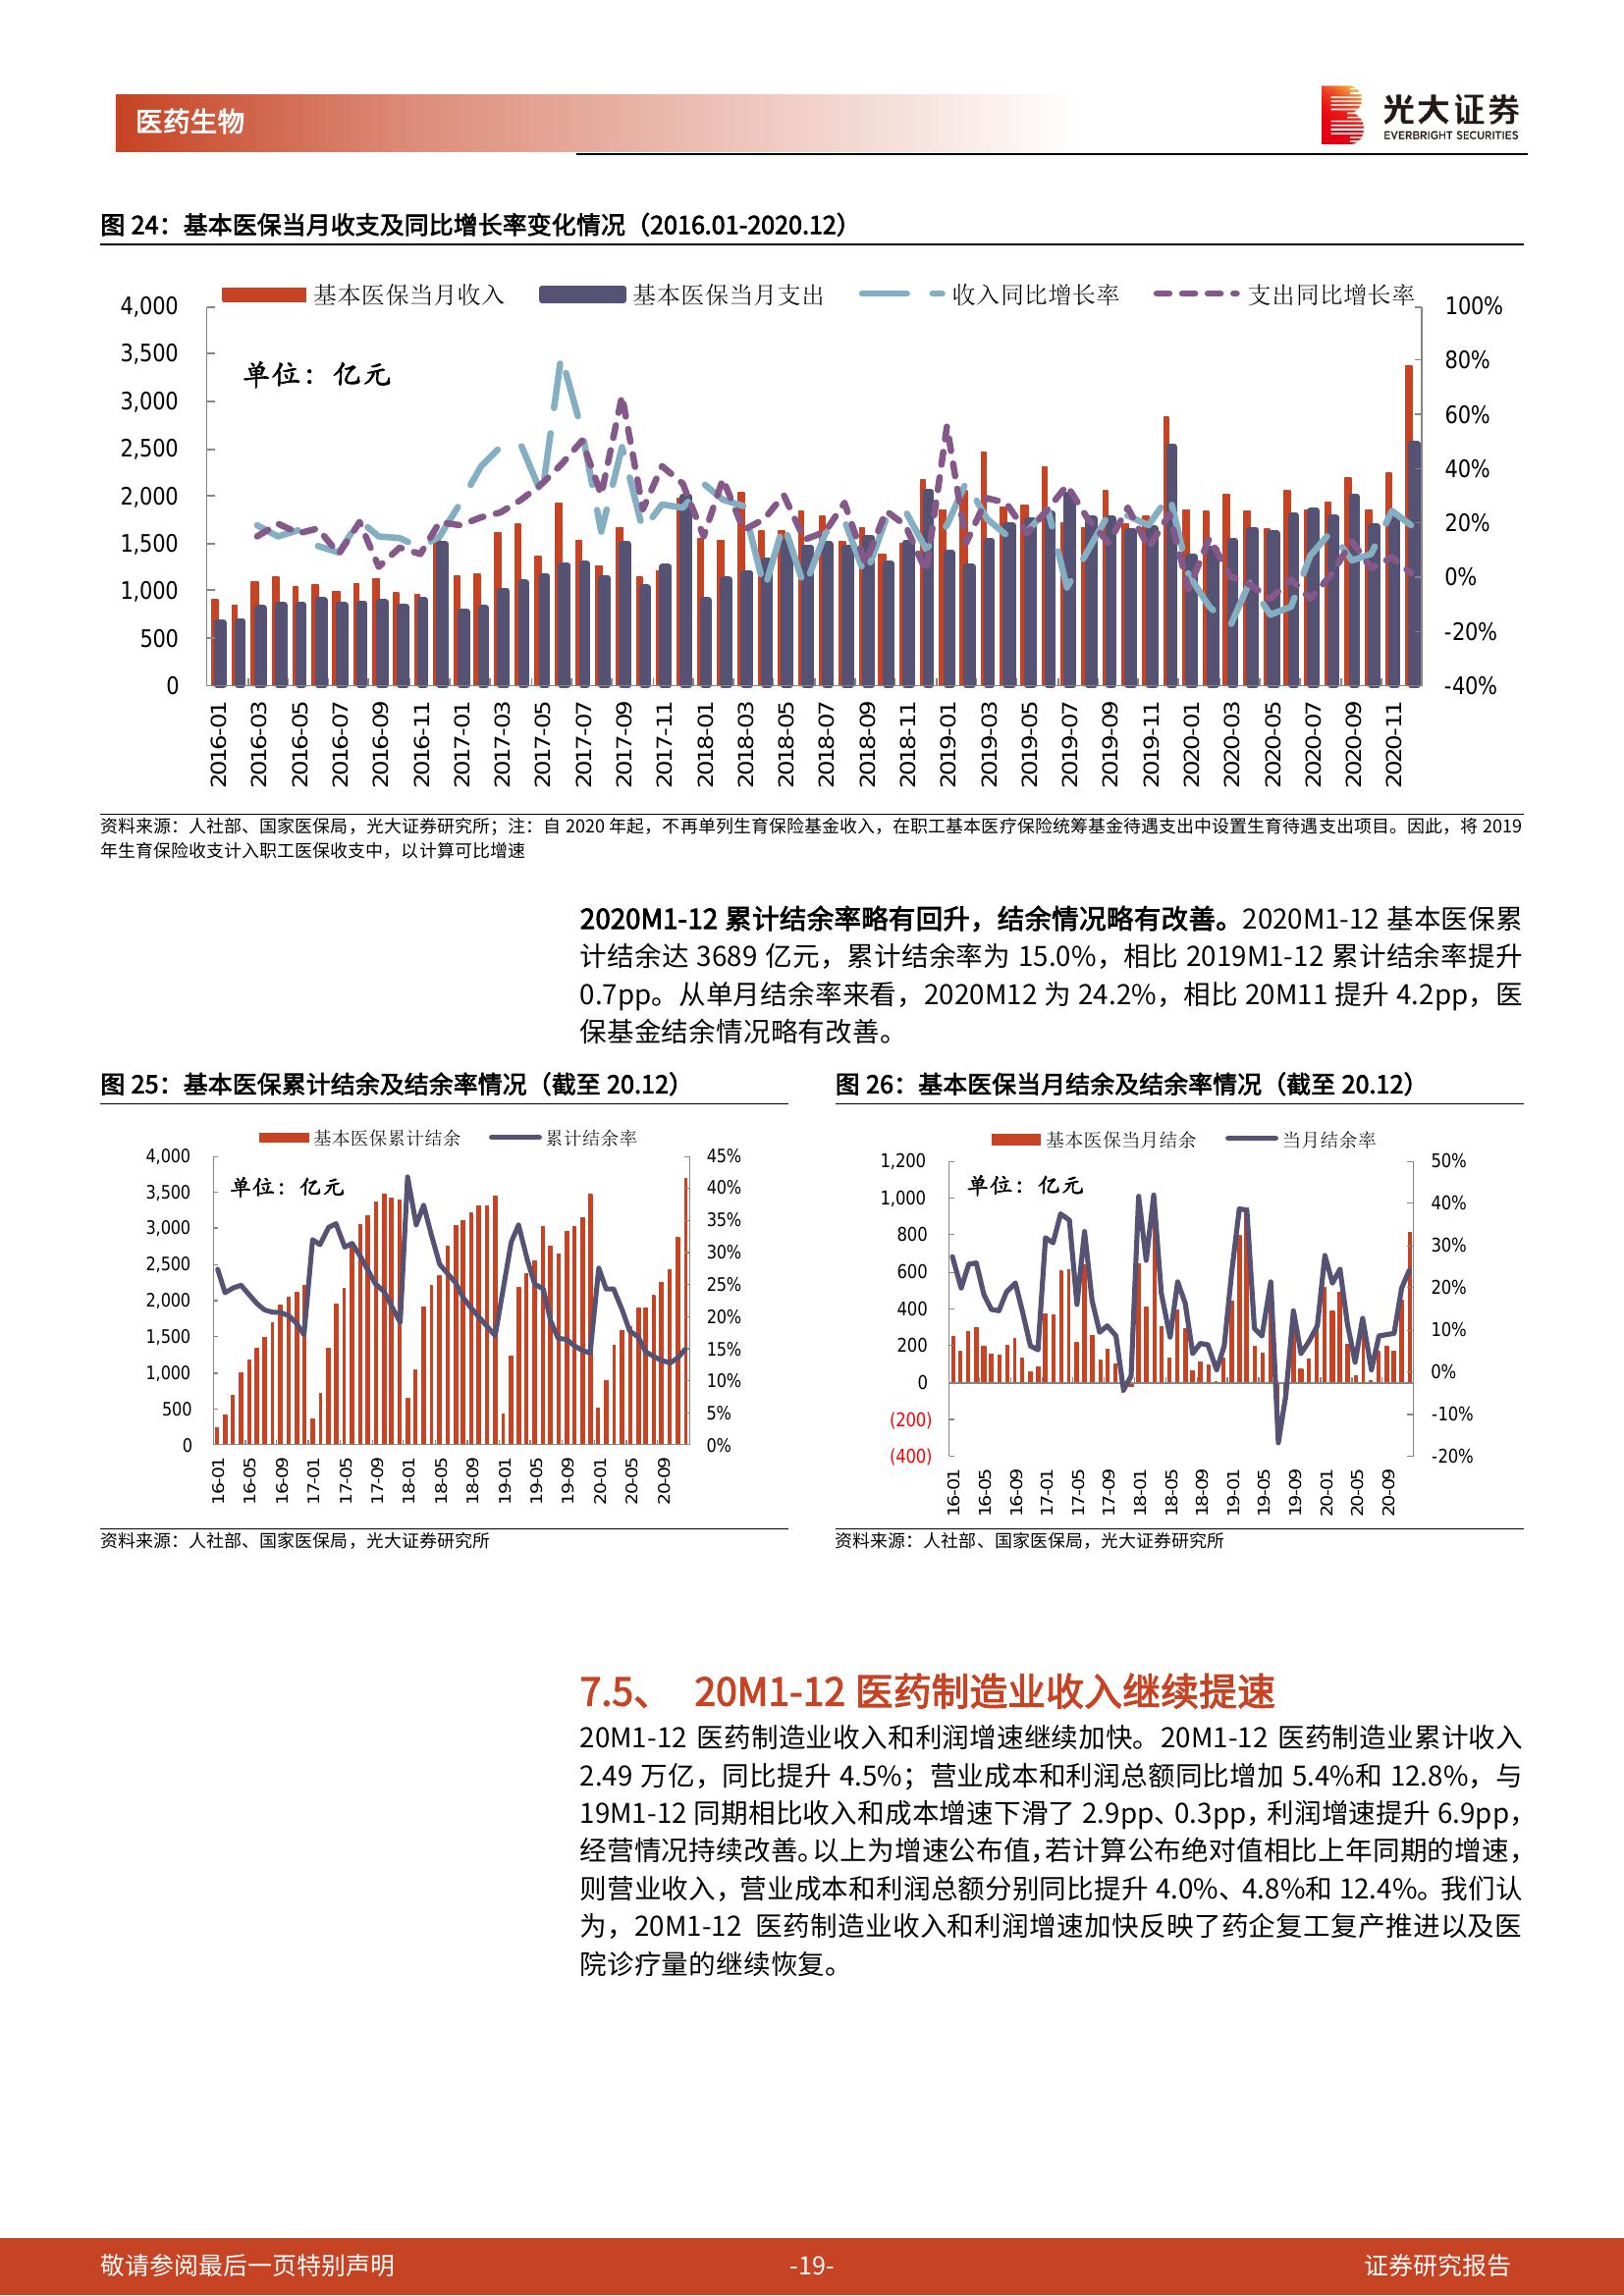 医药生物
光大证券
EVERBRIGHT SECURITIES
图 24：基本医保当月收支及同比增长率变化情况（2016.01-2020.12）
基本医保当月收入 基本医保当月支出 收入同比增长率 支出同比增长率
单位：亿元
4,000
3,500
3,000
2,500
2,000
1,500
1,000
500
0
100%
80%
60%
40%
20%
0%
-20%
-40%
2016-01 2016-03 2016-05 2016-07 2016-09 2016-11 2017-01 2017-03 2017-05 2017-07 2017-09 2017-11 2018-01 2018-03 2018-05 2018-07 2018-09 2018-11 2019-01 2019-03 2019-05 2019-07 2019-09 2019-11 2020-01 2020-03 2020-05 2020-07 2020-09 2020-11
资料来源：人社部、国家医保局，光大证券研究所；注：自 2020 年起，不再单列生育保险基金收入，在职工基本医疗保险统筹基金待遇支出中设置生育待遇支出项目。因此，将 2019
年生育保险收支计入职工医保收支中，以计算可比增速
2020M1-12 累计结余率略有回升，结余情况略有改善。2020M1-12 基本医保累
计结余达 3689 亿元，累计结余率为 15.0%，相比 2019M1-12 累计结余率提升
0.7pp。从单月结余率来看，2020M12 为 24.2%，相比 20M11 提升 4.2pp，医
保基金结余情况略有改善。
图 25：基本医保累计结余及结余率情况（截至 20.12）
基本医保累计结余 累计结余率
单位：亿元
4,000
3,500
3,000
2,500
2,000
1,500
1,000
500
0
45%
40%
35%
30%
25%
20%
15%
10%
5%
0%
16-01 16-05 16-09 17-01 17-05 17-09 18-01 18-05 18-09 19-01 19-05 19-09 20-01 20-05 20-09
资料来源：人社部、国家医保局，光大证券研究所
图 26：基本医保当月结余及结余率情况（截至 20.12）
基本医保当月结余 当月结余率
单位：亿元
1,200
1,000
800
600
400
200
0
(200)
(400)
50%
40%
30%
20%
10%
0%
-10%
-20%
16-01 16-05 16-09 17-01 17-05 17-09 18-01 18-05 18-09 19-01 19-05 19-09 20-01 20-05 20-09
资料来源：人社部、国家医保局，光大证券研究所
7.5、 20M1-12 医药制造业收入继续提速
20M1-12 医药制造业收入和利润增速继续加快。20M1-12 医药制造业累计收入
2.49 万亿，同比提升 4.5%；营业成本和利润总额同比增加 5.4%和 12.8%，与
19M1-12 同期相比收入和成本增速下滑了 2.9pp、0.3pp，利润增速提升 6.9pp，
经营情况持续改善。以上为增速公布值，若计算公布绝对值相比上年同期的增速，
则营业收入，营业成本和利润总额分别同比提升 4.0%、4.8%和 12.4%。我们认
为，20M1-12 医药制造业收入和利润增速加快反映了药企复工复产推进以及医
院诊疗量的继续恢复。
敬请参阅最后一页特别声明
-19-
证券研究报告